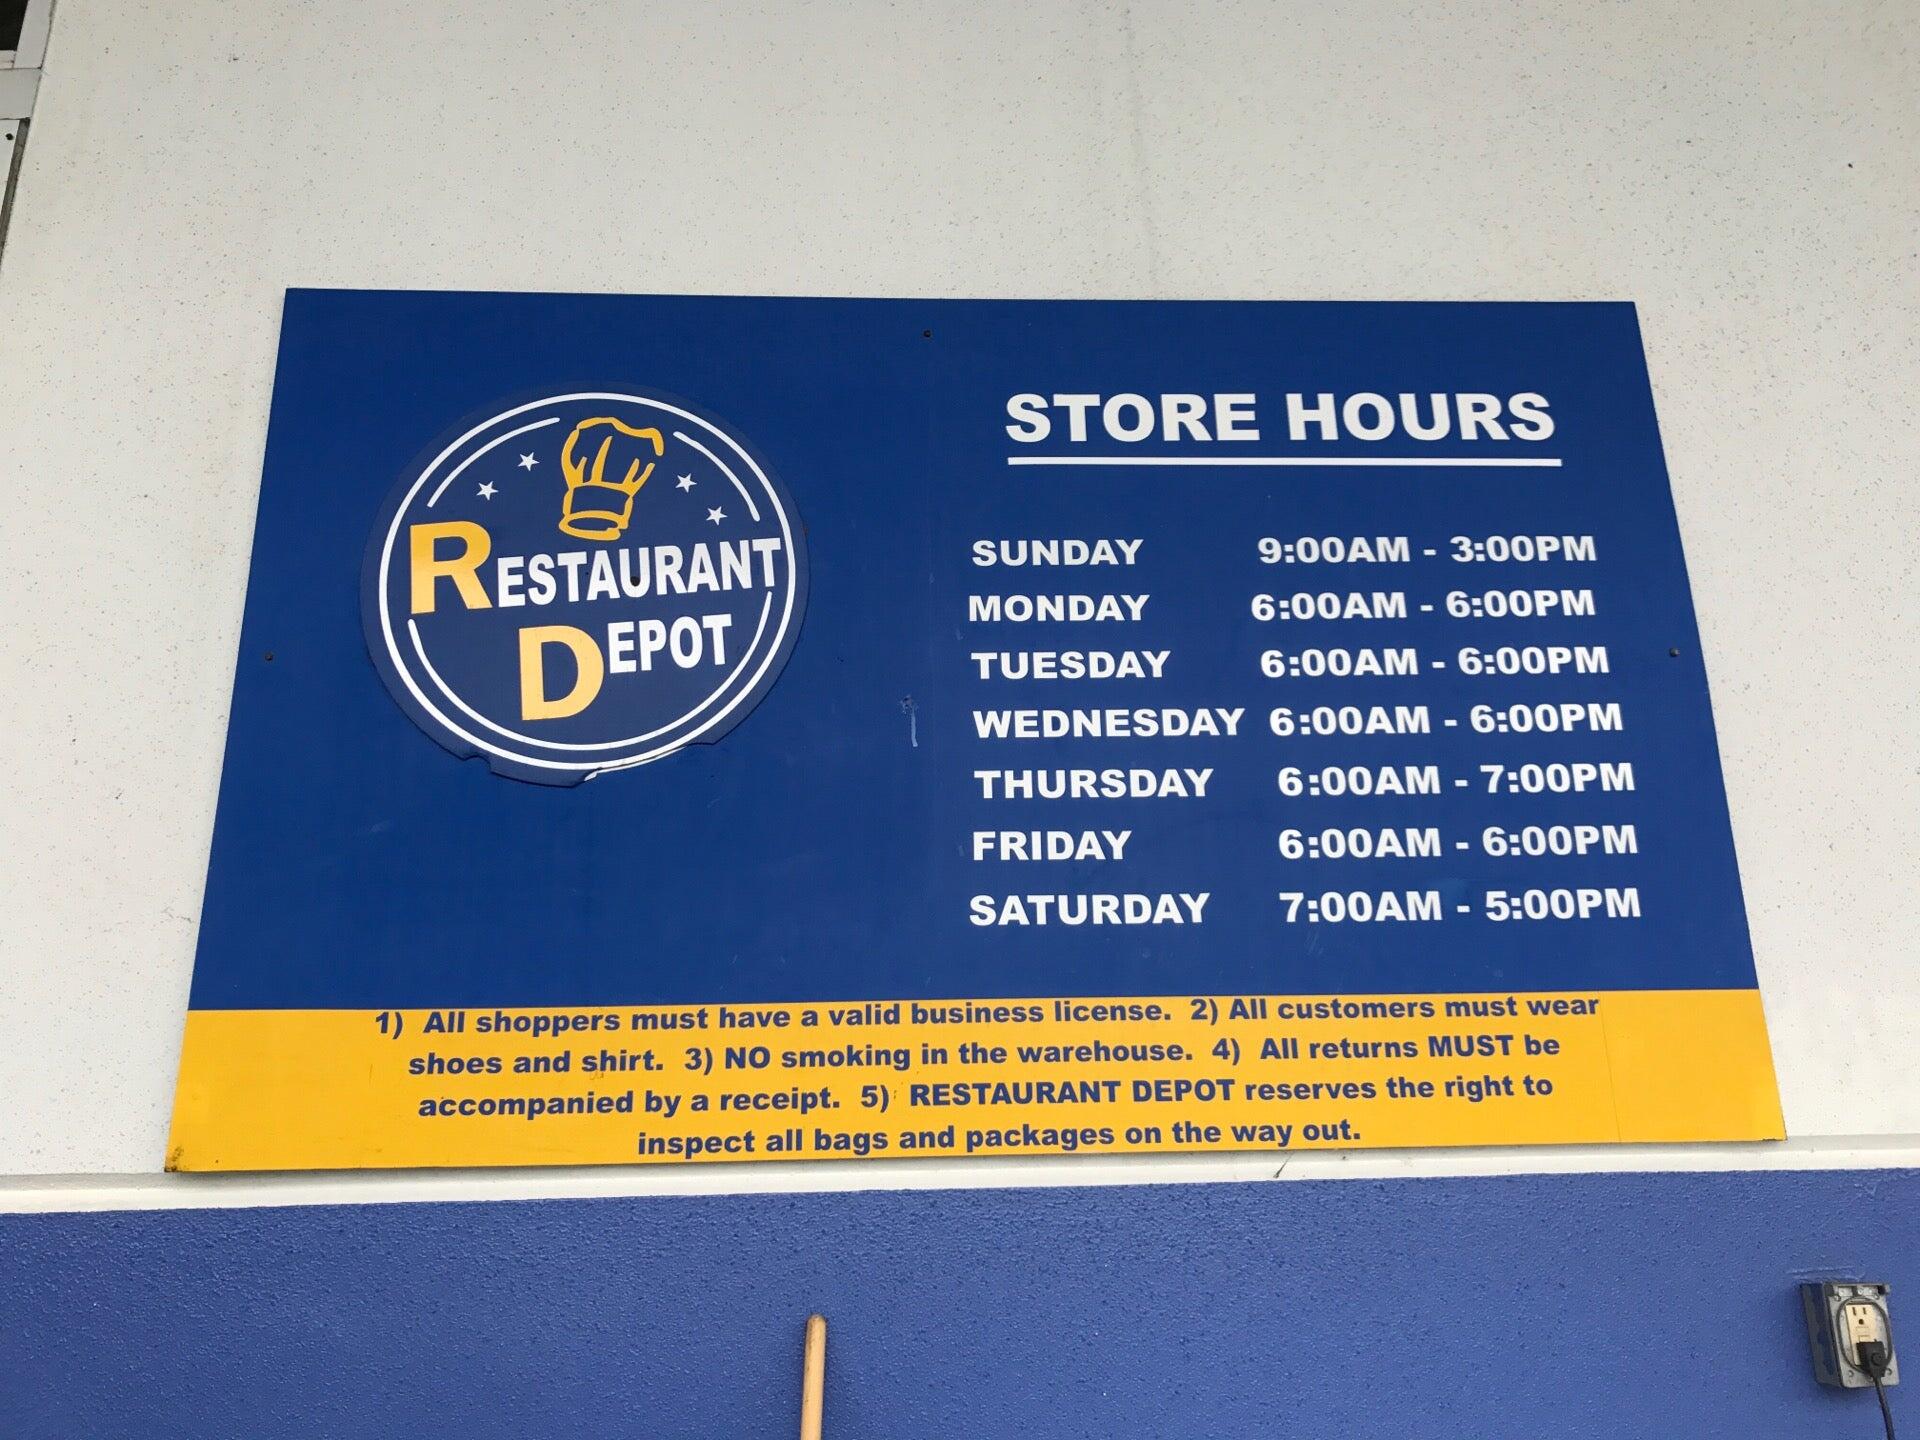 RESTAURANT
DEPOT
STORE HOURS
SUNDAY 9:00AM - 3:00PM
MONDAY 6:00AM - 6:00PM
TUESDAY 6:00AM - 6:00PM
WEDNESDAY 6:00AM - 6:00PM
THURSDAY 6:00AM - 7:00PM
FRIDAY 6:00AM - 6:00PM
SATURDAY 7:00AM - 5:00PM
1) All shoppers must have a valid business license. 2) All customers must wear
shoes and shirt. 3) NO smoking in the warehouse. 4) All returns MUST be
accompanied by a receipt. 5) RESTAURANT DEPOT reserves the right to
inspect all bags and packages on the way out.